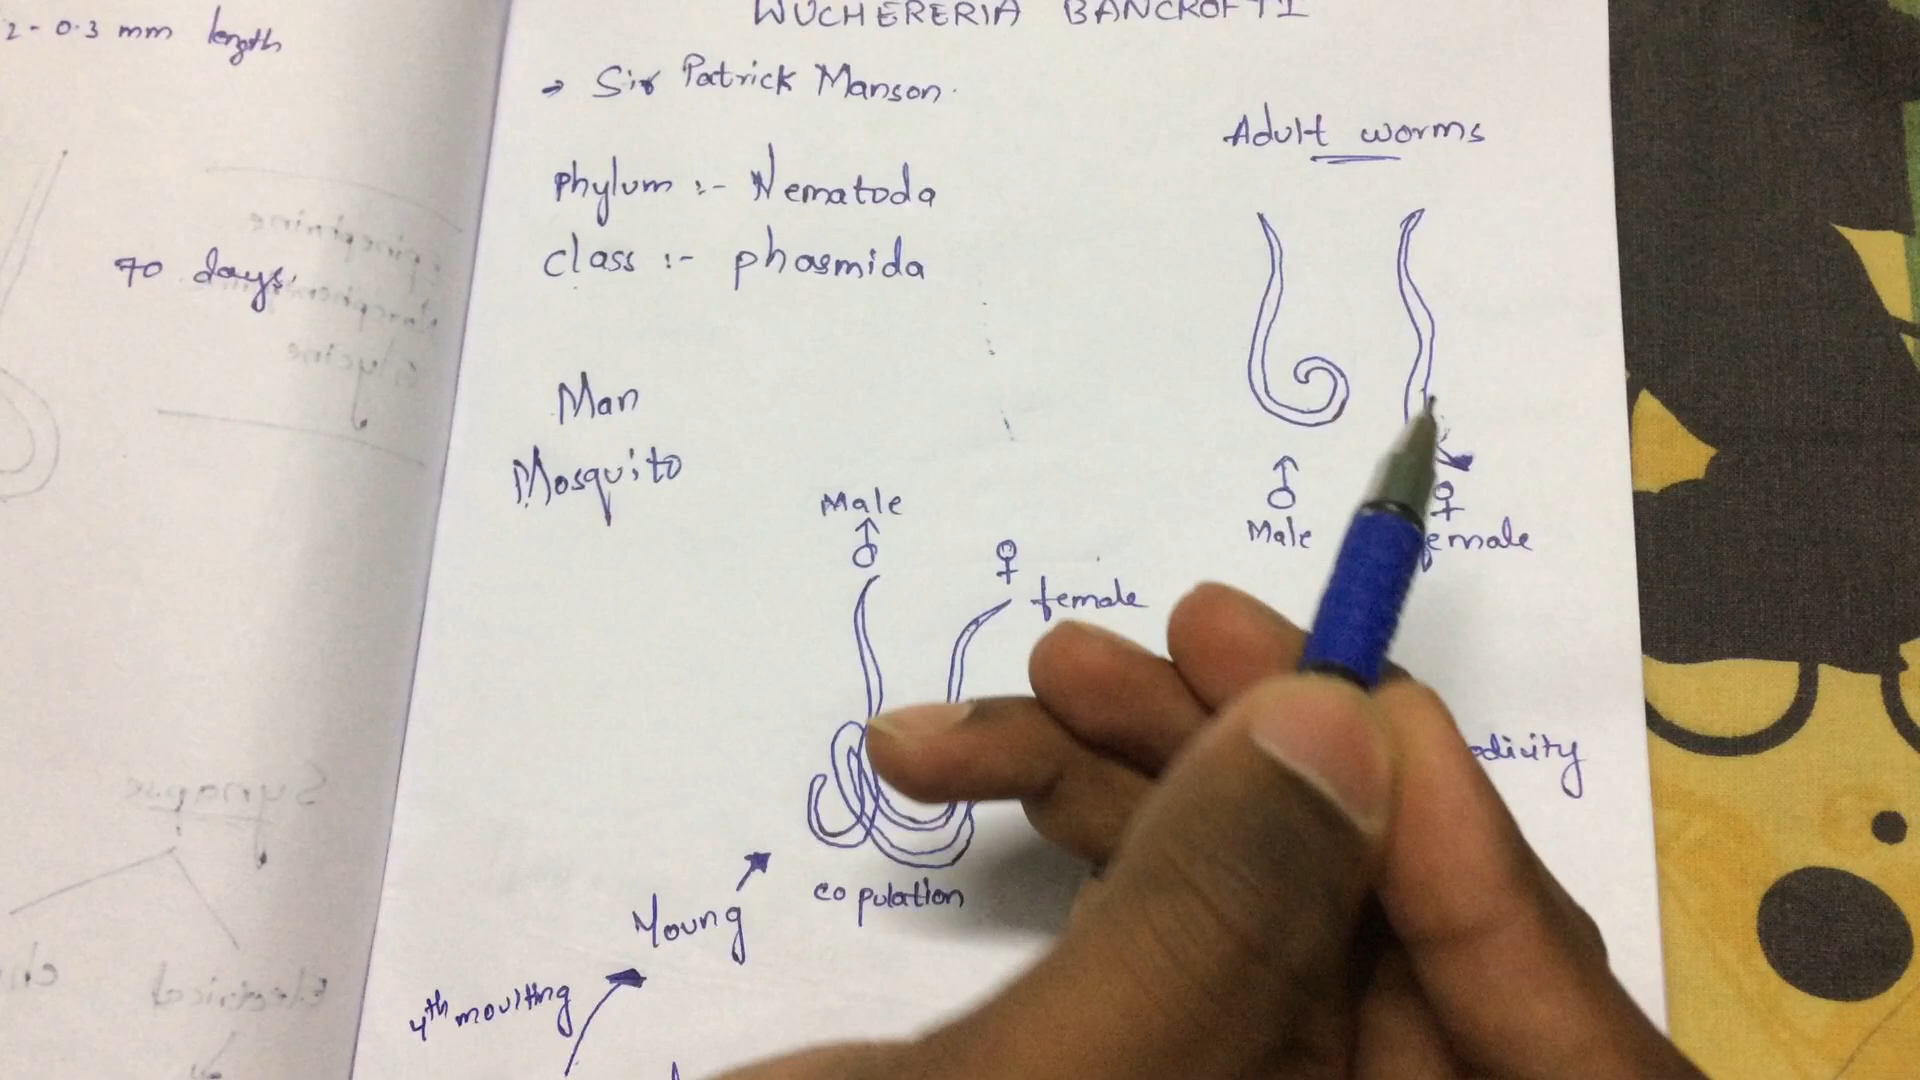 2-0.3 mm length
70 days
WUCHERERIA BANCROFTI
→ Sir Patrick Manson.
Phylum :- Nematoda
class :- phasmida
Man
Mosquito
Adult worms
♂ ♀
Male female
Male
♂
♀
female
copulation
Young
4th moulting